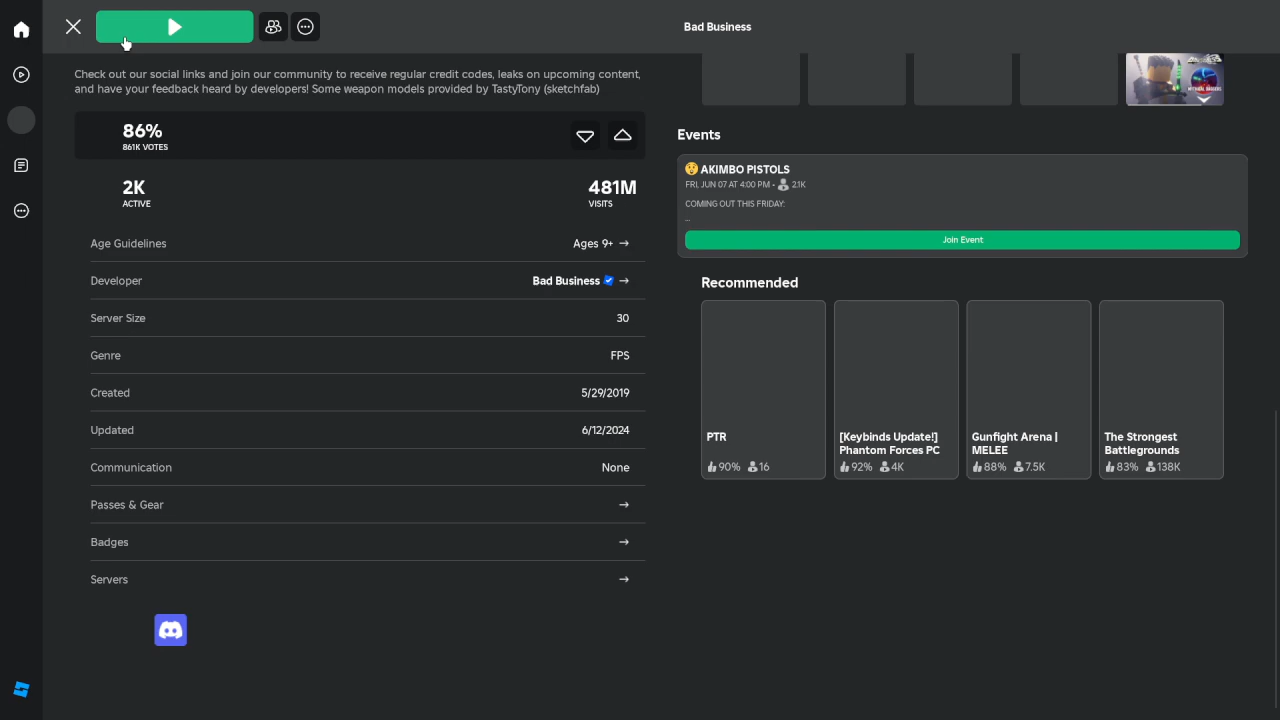 Bad Business
Check out our social links and join our community to receive regular credit codes, leaks on upcoming content,
and have your feedback heard by developers! Some weapon models provided by TastyTony (sketchfab)
86%
861K VOTES
2K
ACTIVE
481M
VISITS
Age Guidelines
Ages 9+ →
Developer
Bad Business →
Server Size
30
Genre
FPS
Created
5/29/2019
Updated
6/12/2024
Communication
None
Passes & Gear →
Badges →
Servers →
Events
😲 AKIMBO PISTOLS
FRI, JUN 07 AT 4:00 PM • 2.1K
COMING OUT THIS FRIDAY:
...
Join Event
Recommended
PTR
90% 16
[Keybinds Update!]
Phantom Forces PC
92% 4K
Gunfight Arena |
MELEE
88% 7.5K
The Strongest
Battlegrounds
83% 138K